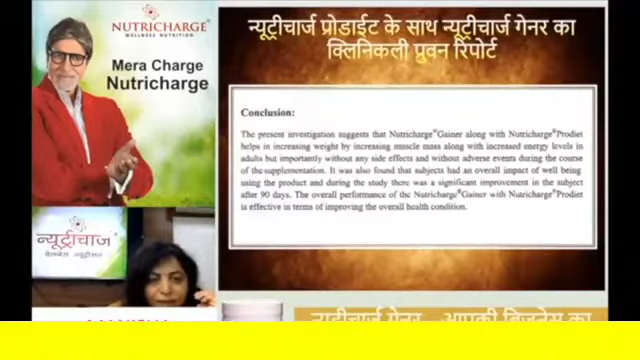 NUTRICHARGE®
WELLNESS NUTRITION
Mera Charge
Nutricharge
न्यूट्रीचार्ज®
वेलनेस न्यूट्रीशन
न्यूट्रीचार्ज प्रोडाईट के साथ न्यूट्रीचार्ज गेनर का
क्लिनिकली प्रुवन रिपोर्ट
Conclusion:
The present investigation suggests that Nutricharge®Gainer along with Nutricharge®Prodiet
helps in increasing weight by increasing muscle mass along with increased energy levels in
adults but importantly without any side effects and without adverse events during the course
of the supplementation. It was also found that subjects had an overall impact of well being
using the product and during the study there was a significant improvement in the subject
after 90 days. The overall performance of the Nutricharge®Gainer with Nutricharge®Prodiet
is effective in terms of improving the overall health condition.
न्यूट्रीचार्ज गेनर - आपकी बिजनेस का